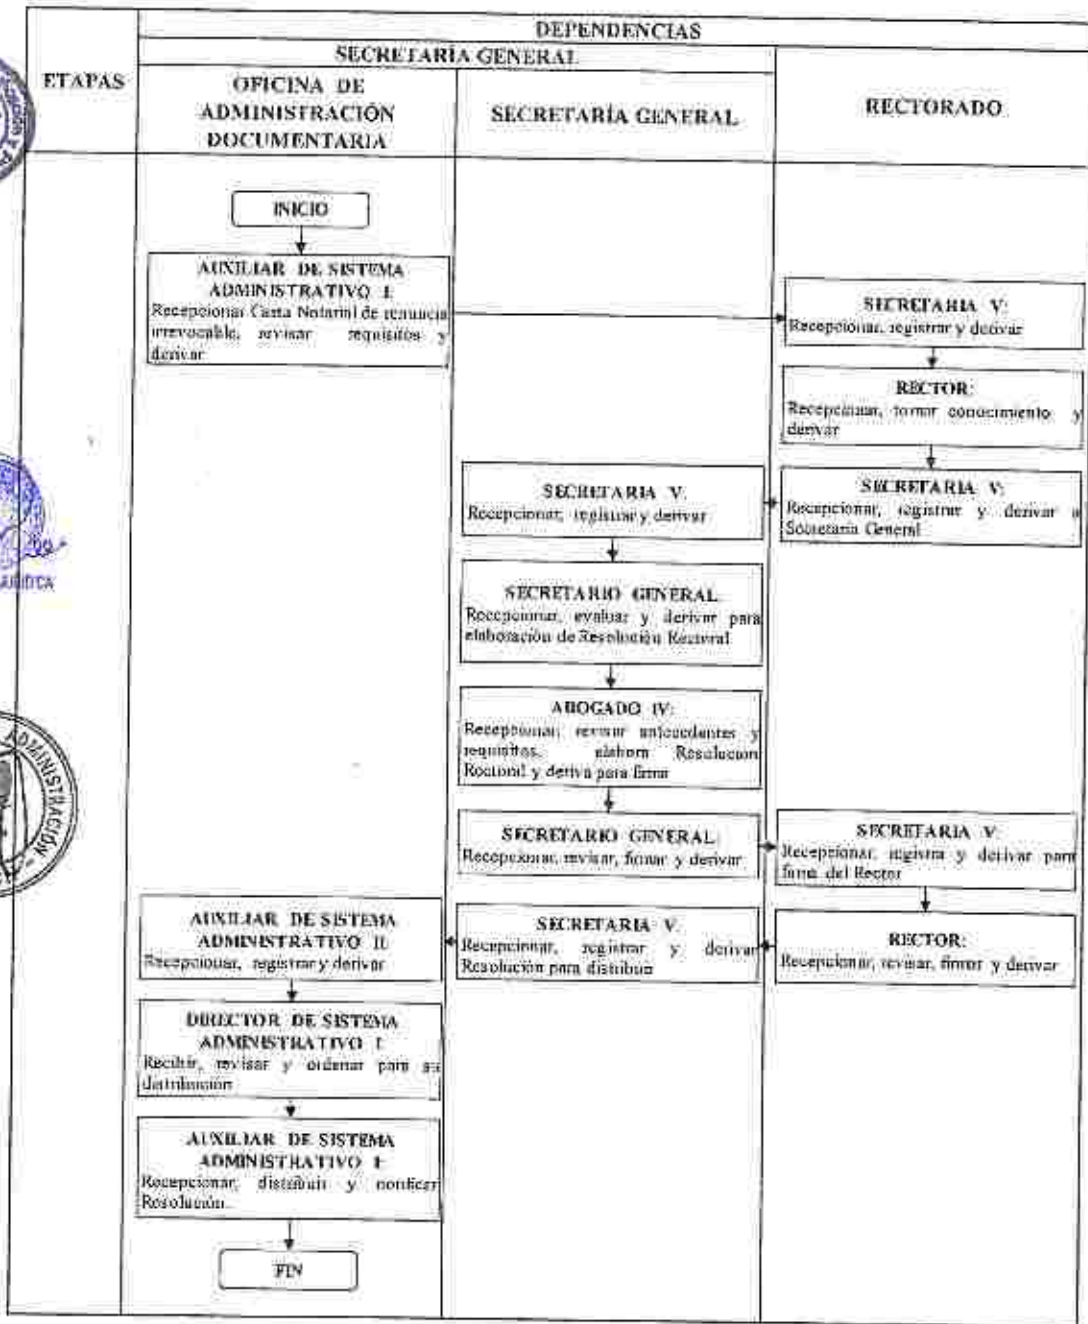 DEPENDENCIAS
SECRETARÍA GENERAL
ETAPAS
OFICINA DE
ADMINISTRACIÓN
DOCUMENTARIA
SECRETARÍA GENERAL
RECTORADO
INICIO
AUXILIAR DE SISTEMA
ADMINISTRATIVO I:
Recepcionar Carta Notarial de renuncia
irrevocable, revisar requisitos y
derivar
SECRETARIA V:
Recepcionar, registrar y derivar
RECTOR:
Recepcionar, tomar conocimiento y
derivar
SECRETARIA V:
Recepcionar, registrar y derivar a
Secretaria General
SECRETARIA V.
Recepcionar, registrar y derivar
SECRETARIO GENERAL
Recepcionar, evaluar y derivar para
elaboración de Resolución Rectoral
ABOGADO IV:
Recepcionar, revisar antecedentes y
requisitos, elabora Resolución
Rectoral y deriva para firma
SECRETARIO GENERAL:
Recepcionar, revisar, firmar y derivar
SECRETARIA V:
Recepcionar, registra y derivar para
firma del Rector
RECTOR:
Recepcionar, revisar, firmar y derivar
SECRETARIA V.
Recepcionar, registrar y derivar
Resolución para distribuir
AUXILIAR DE SISTEMA
ADMINISTRATIVO II
Recepcionar, registrar y derivar
DIRECTOR DE SISTEMA
ADMINISTRATIVO I
Recibir, revisar y ordenar para su
distribución
AUXILIAR DE SISTEMA
ADMINISTRATIVO I:
Recepcionar, distribuir y notificar
Resolución.
FIN
ADMINISTRACIÓN